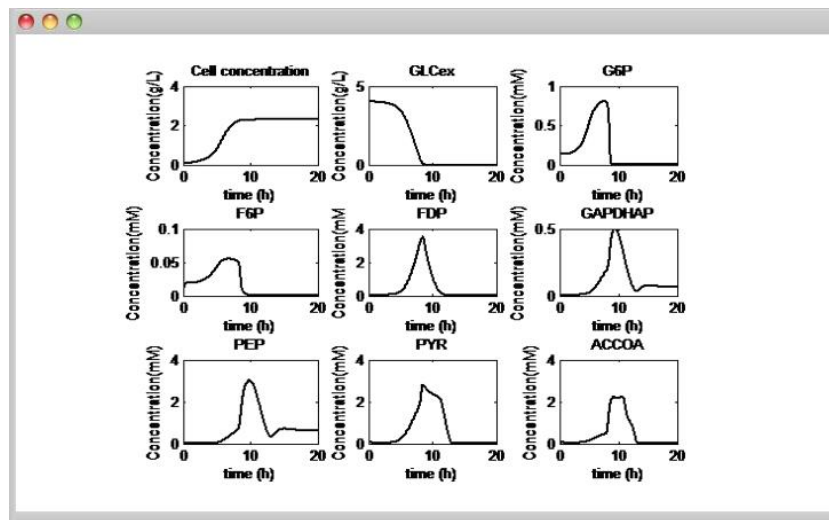 Cell concentration
Concentration(g/L)
4
2
0
0 10 20
time (h)
GLCex
Concentration(g/L)
5
0
0 10 20
time (h)
G6P
Concentration(mM)
1
0.5
0
0 10 20
time (h)
F6P
Concentration(mM)
0.1
0.05
0
0 10 20
time (h)
FDP
Concentration(mM)
4
2
0
0 10 20
time (h)
GAPDHAP
Concentration(mM)
0.5
0
0 10 20
time (h)
PEP
Concentration(mM)
4
2
0
0 10 20
time (h)
PYR
Concentration(mM)
4
2
0
0 10 20
time (h)
ACCOA
Concentration(mM)
4
2
0
0 10 20
time (h)